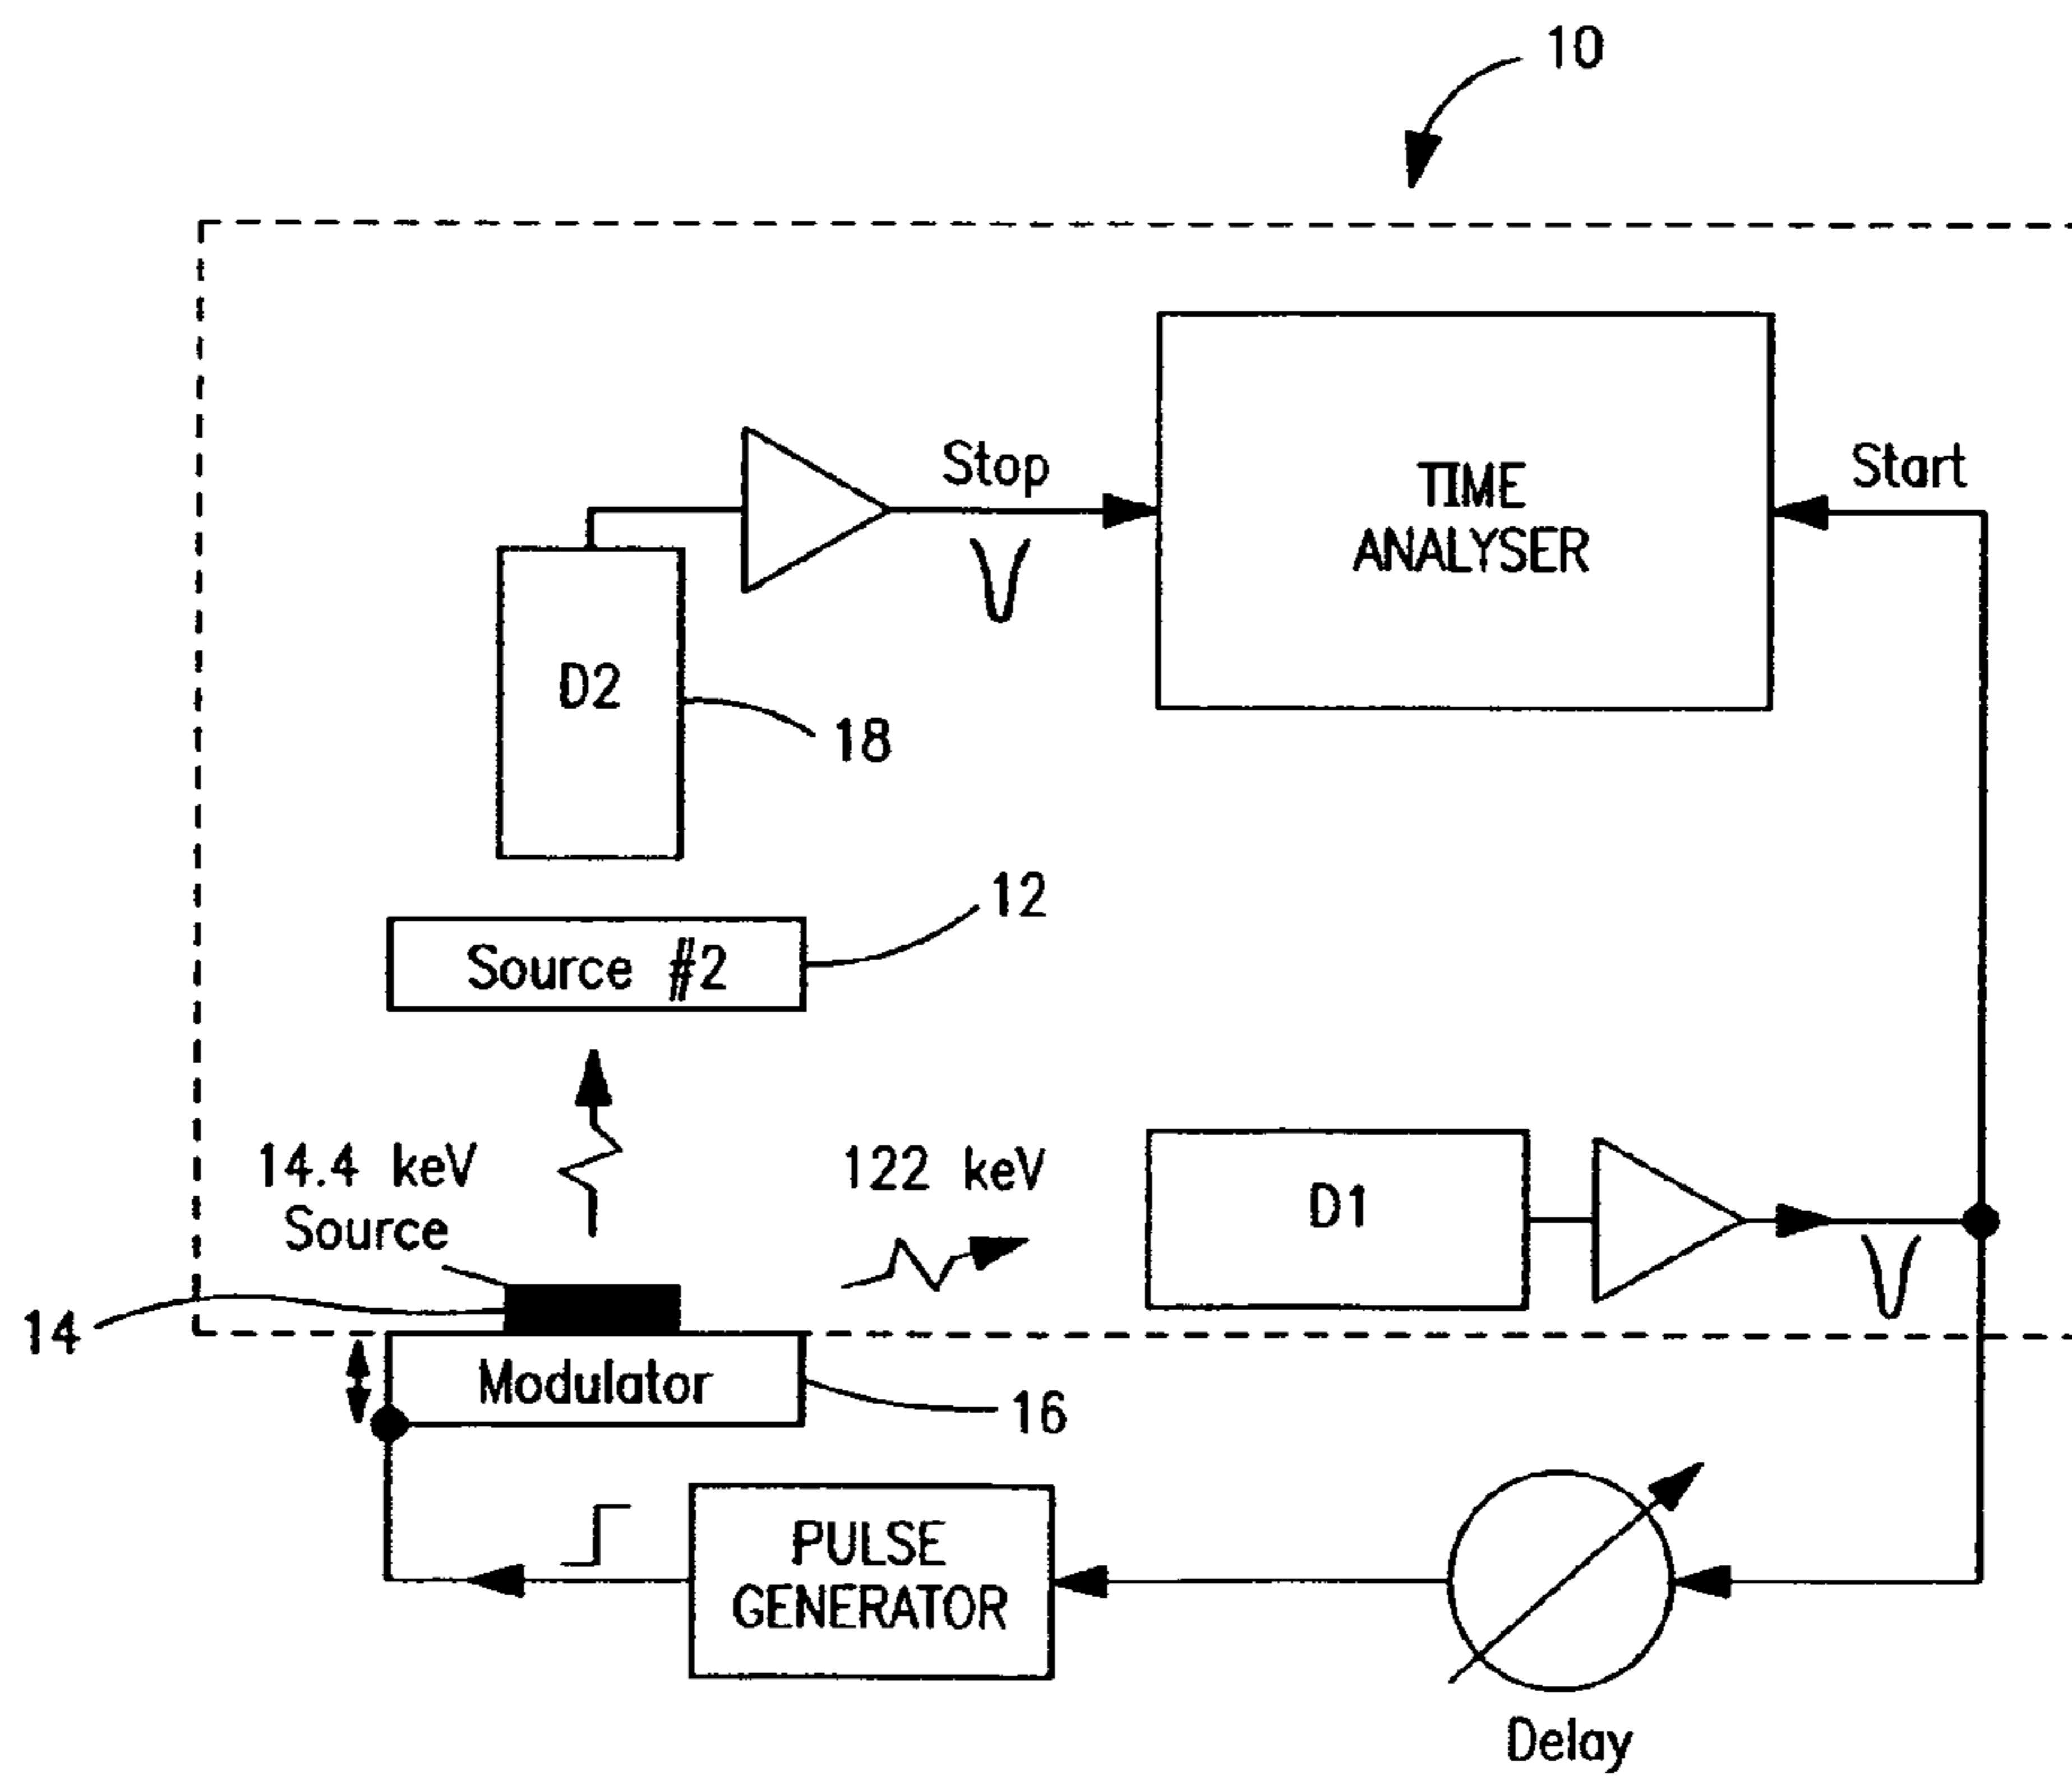 10
Stop
TIME
ANALYSER
Start
D2
18
12
Source #2
14.4 keV
Source
122 keV
D1
14
Modulator
16
PULSE
GENERATOR
Delay